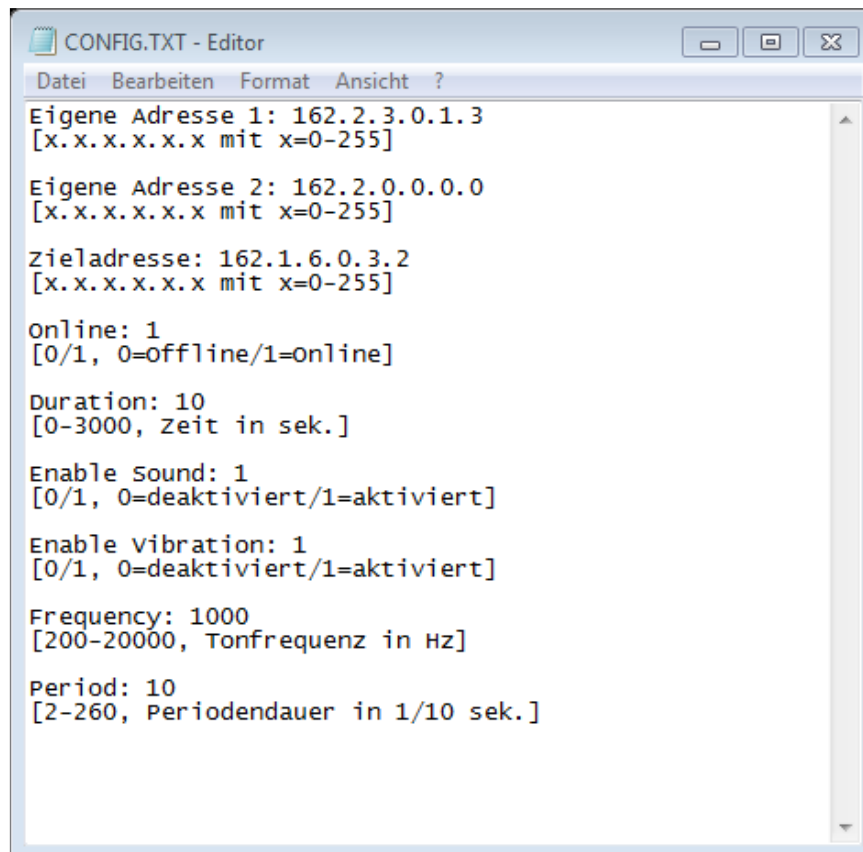 CONFIG.TXT - Editor
Datei Bearbeiten Format Ansicht ?
Eigene Adresse 1: 162.2.3.0.1.3
[x.x.x.x.x.x mit x=0-255]
Eigene Adresse 2: 162.2.0.0.0.0
[x.x.x.x.x.x mit x=0-255]
Zieladresse: 162.1.6.0.3.2
[x.x.x.x.x.x mit x=0-255]
Online: 1
[0/1, 0=Offline/1=Online]
Duration: 10
[0-3000, Zeit in sek.]
Enable Sound: 1
[0/1, 0=deaktiviert/1=aktiviert]
Enable Vibration: 1
[0/1, 0=deaktiviert/1=aktiviert]
Frequency: 1000
[200-20000, Tonfrequenz in Hz]
Period: 10
[2-260, Periodendauer in 1/10 sek.]